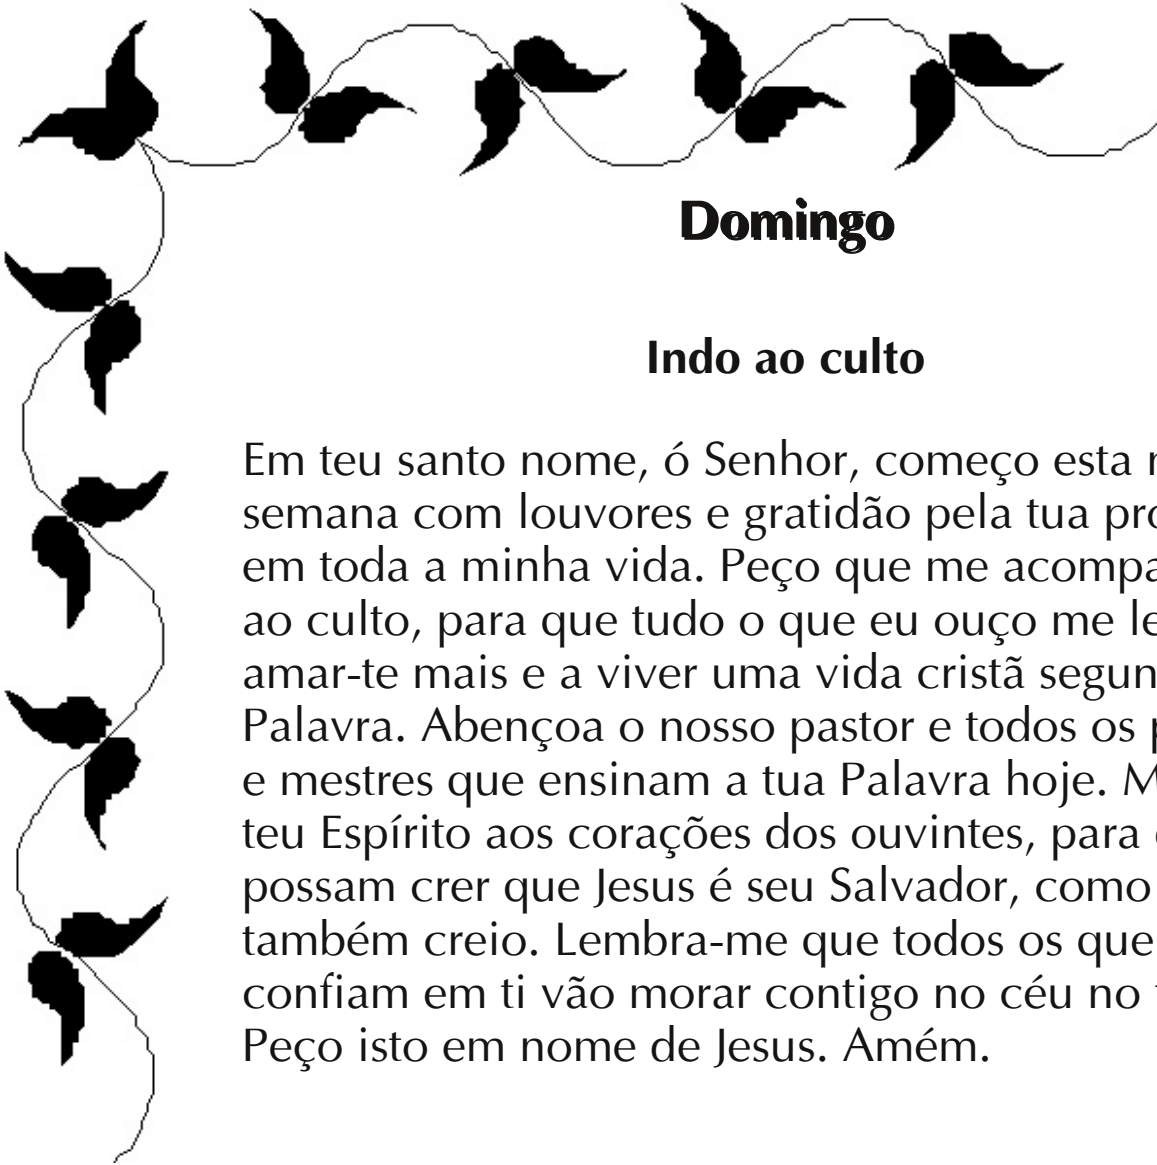 Domingo
Indo ao culto
Em teu santo nome, ó Senhor, começo esta
semana com louvores e gratidão pela tua
em toda a minha vida. Peço que me
ao culto, para que tudo o que eu ouço me
amar-te mais e a viver uma vida cristã
Palavra. Abençoa o nosso pastor e todos os
e mestres que ensinam a tua Palavra hoje.
teu Espírito aos corações dos ouvintes, para
possam crer que Jesus é seu Salvador, como
também creio. Lembra-me que todos os que
confiam em ti vão morar contigo no céu no
Peço isto em nome de Jesus. Amém.